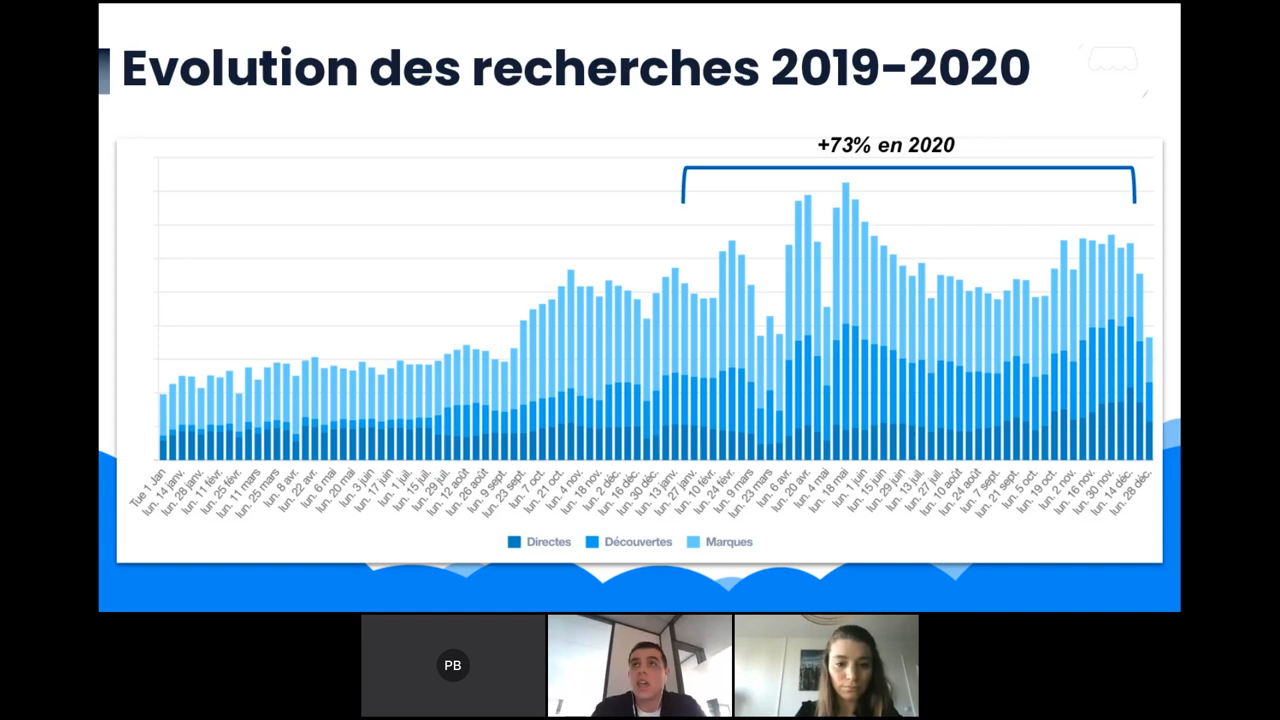 Evolution des recherches 2019-2020
+73% en 2020
Tue 1 Jan
lun. 14 janv.
lun. 28 janv.
lun. 11 févr.
lun. 25 févr.
lun. 11 mars
lun. 25 mars
lun. 8 avr.
lun. 22 avr.
lun. 6 mai
lun. 20 mai
lun. 3 juin
lun. 17 juin
lun. 1 juil.
lun. 15 juil.
lun. 29 juil.
lun. 12 août
lun. 26 août
lun. 9 sept.
lun. 23 sept.
lun. 7 oct.
lun. 21 oct.
lun. 4 nov.
lun. 18 nov.
lun. 2 déc.
lun. 16 déc.
lun. 30 déc.
lun. 13 janv.
lun. 27 janv.
lun. 10 févr.
lun. 24 févr.
lun. 9 mars
lun. 23 mars
lun. 6 avr.
lun. 20 avr.
lun. 4 mai
lun. 18 mai
lun. 1 juin
lun. 15 juin
lun. 29 juin
lun. 13 juil.
lun. 27 juil.
lun. 10 août
lun. 24 août
lun. 7 sept.
lun. 21 sept.
lun. 5 oct.
lun. 19 oct.
lun. 2 nov.
lun. 16 nov.
lun. 30 nov.
lun. 14 déc.
lun. 28 déc.
Directes Découvertes Marques
PB